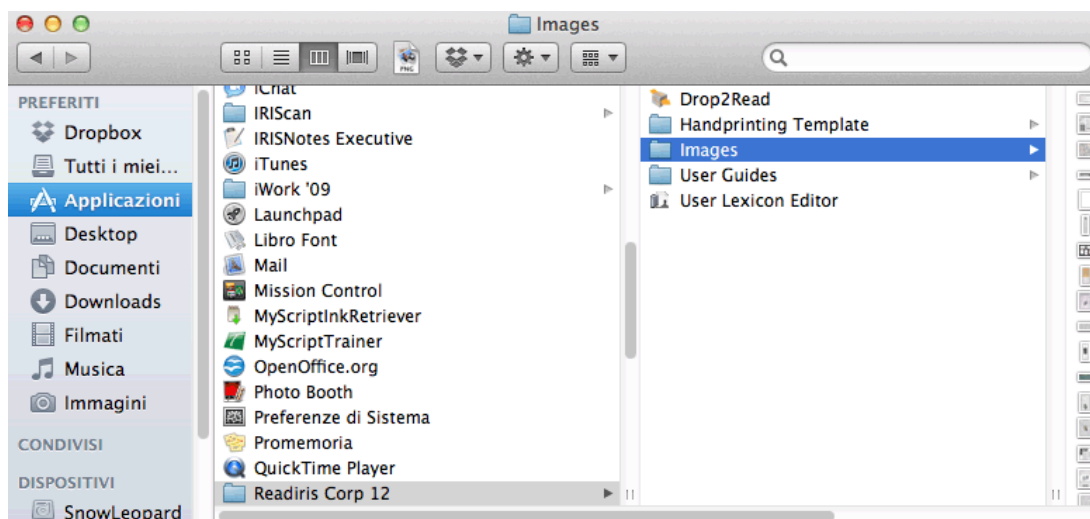 Images
PNG
PREFERITI
Dropbox
Tutti i miei...
Applicazioni
Desktop
Documenti
Downloads
Filmati
Musica
Immagini
CONDIVISI
DISPOSITIVI
SnowLeopard
iChat
IRIScan
IRISNotes Executive
iTunes
iWork '09
Launchpad
Libro Font
Mail
Mission Control
MyScriptInkRetriever
MyScriptTrainer
OpenOffice.org
Photo Booth
Preferenze di Sistema
Promemoria
QuickTime Player
Readiris Corp 12
Drop2Read
Handprinting Template
Images
User Guides
User Lexicon Editor